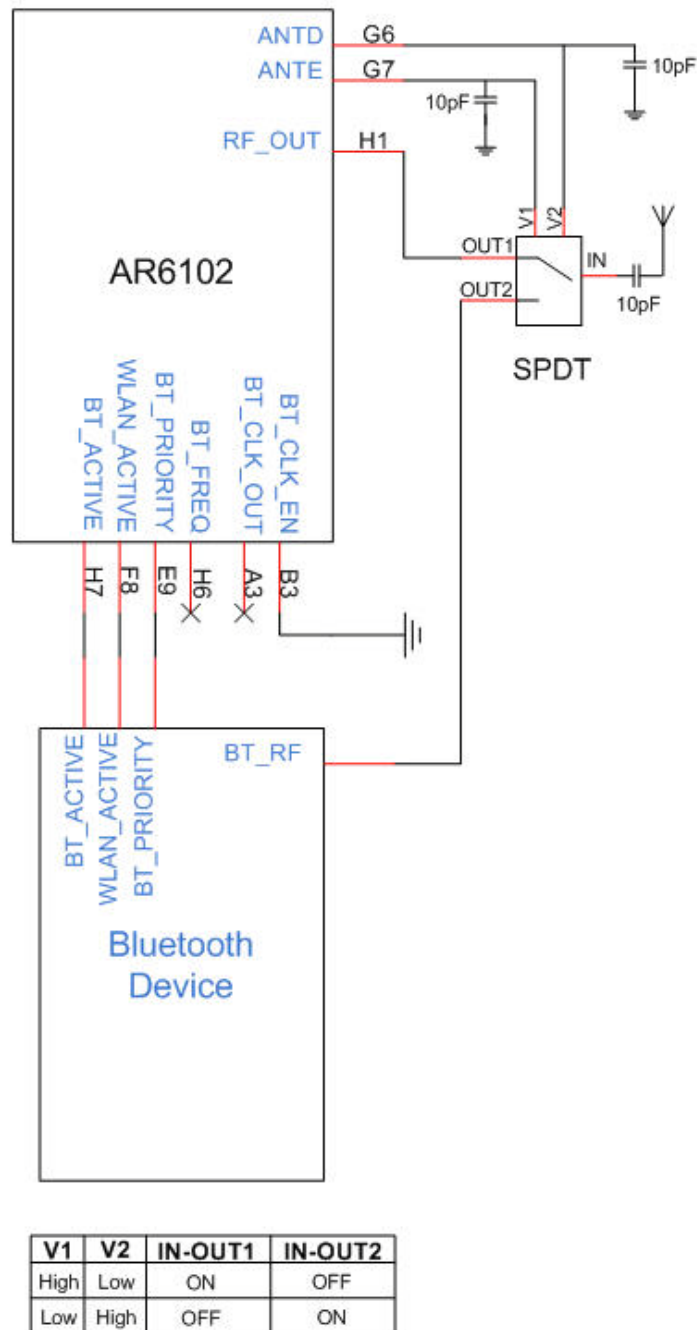 ANTD
G6
10pF
ANTE
G7
10pF
RF_OUT
H1
V1
V2
OUT1
IN
OUT2
10pF
AR6102
SPDT
BT_ACTIVE
WLAN_ACTIVE
BT_PRIORITY
BT_FREQ
BT_CLK_OUT
BT_CLK_EN
H7
F8
E9
H6
A3
B3
BT_ACTIVE
WLAN_ACTIVE
BT_PRIORITY
BT_RF
Bluetooth
Device
V1 V2 IN-OUT1 IN-OUT2
High Low ON OFF
Low High OFF ON